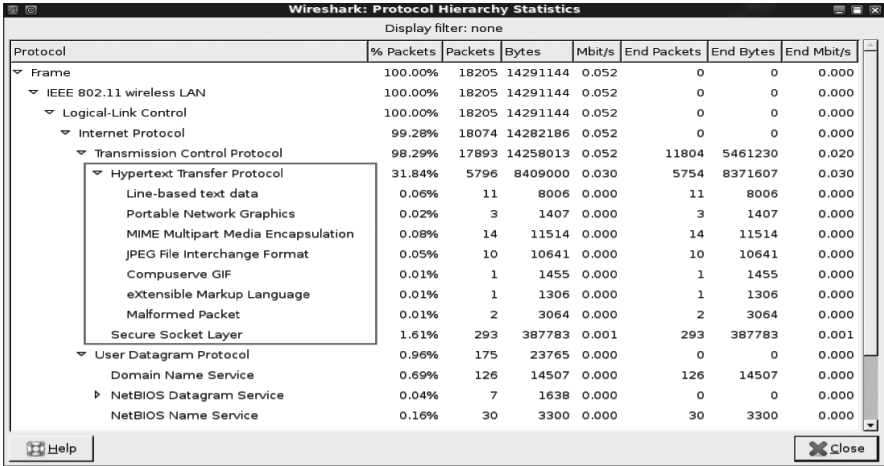 Wireshark: Protocol Hierarchy Statistics
Display filter: none
Protocol % Packets Packets Bytes Mbit/s End Packets End Bytes End Mbit/s
Frame 100.00% 18205 14291144 0.052 0 0 0.000
IEEE 802.11 wireless LAN 100.00% 18205 14291144 0.052 0 0 0.000
Logical-Link Control 100.00% 18205 14291144 0.052 0 0 0.000
Internet Protocol 99.28% 18074 14282186 0.052 0 0 0.000
Transmission Control Protocol 98.29% 17893 14258013 0.052 11804 5461230 0.020
Hypertext Transfer Protocol 31.84% 5796 8409000 0.030 5754 8371607 0.030
Line-based text data 0.06% 11 8006 0.000 11 8006 0.000
Portable Network Graphics 0.02% 3 1407 0.000 3 1407 0.000
MIME Multipart Media Encapsulation 0.08% 14 11514 0.000 14 11514 0.000
JPEG File Interchange Format 0.05% 10 10641 0.000 10 10641 0.000
Compuserve GIF 0.01% 1 1455 0.000 1 1455 0.000
eXtensible Markup Language 0.01% 1 1306 0.000 1 1306 0.000
Malformed Packet 0.01% 2 3064 0.000 2 3064 0.000
Secure Socket Layer 1.61% 293 387783 0.001 293 387783 0.001
User Datagram Protocol 0.96% 175 23765 0.000 0 0 0.000
Domain Name Service 0.69% 126 14507 0.000 126 14507 0.000
NetBIOS Datagram Service 0.04% 7 1638 0.000 0 0 0.000
NetBIOS Name Service 0.16% 30 3300 0.000 30 3300 0.000
Help Close